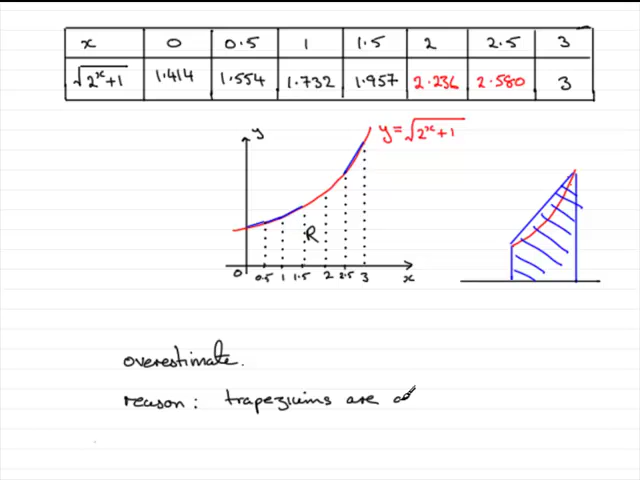 x 0 0.5 1 1.5 2 2.5 3
√(2^x+1) 1.414 1.554 1.732 1.957 2.236 2.580 3
y
y=√(2^x+1)
R
0 0.5 1 1.5 2 2.5 3 x
overestimate.
reason: trapeziums are